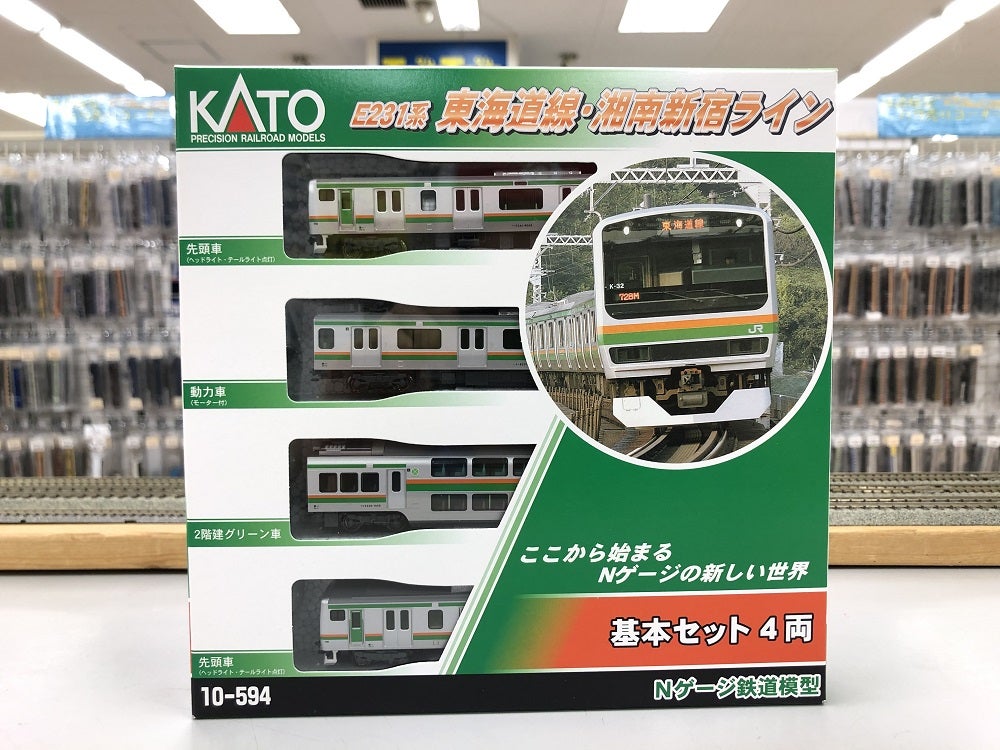 KATO
PRECISION RAILROAD MODELS
E231系 東海道線・湘南新宿ライン
先頭車
(ヘッドライト・テールライト点灯)
東海道線
K-32
728M
JR
動力車
(モーター付)
2階建グリーン車
ここから始まる
Nゲージの新しい世界
基本セット4両
先頭車
(ヘッドライト・テールライト点灯)
10-594
Nゲージ鉄道模型